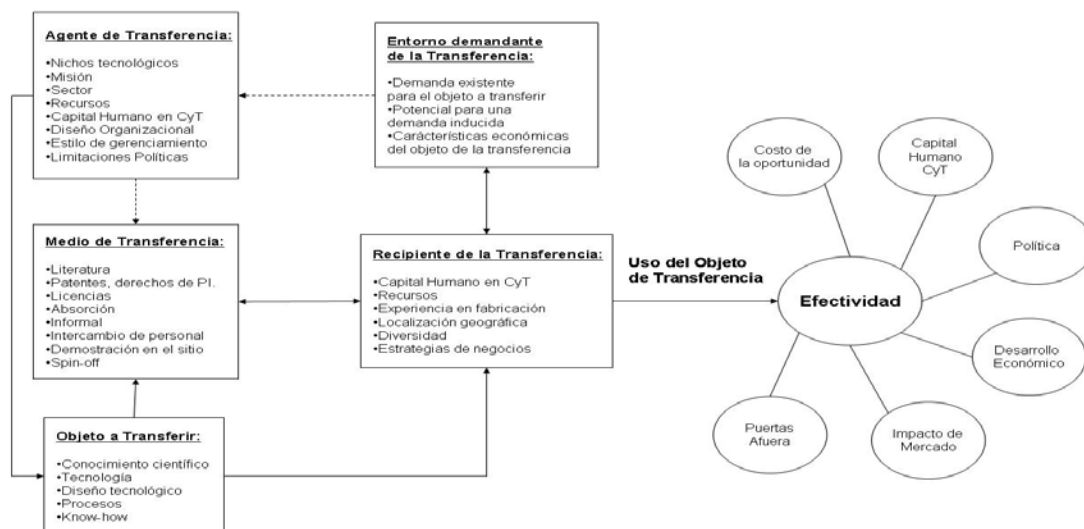 Agente de Transferencia:
•Nichos tecnológicos
•Misión
•Sector
•Recursos
•Capital Humano en CyT
•Diseño Organizacional
•Estilo de gerenciamiento
•Limitaciones Políticas
Entorno demandante
de la Transferencia:
•Demanda existente
para el objeto a transferir
•Potencial para una
demanda inducida
•Carácterísticas económicas
del objeto de la transferencia
Medio de Transferencia:
•Literatura
•Patentes, derechos de PI.
•Licencias
•Absorción
•Informal
•Intercambio de personal
•Demostración en el sitio
•Spin-off
Recipiente de la Transferencia:
•Capital Humano en CyT
•Recursos
•Experiencia en fabricación
•Localización geográfica
•Diversidad
•Estrategias de negocios
Objeto a Transferir:
•Conocimiento científico
•Tecnología
•Diseño tecnológico
•Procesos
•Know-how
Uso del Objeto
de Transferencia
Efectividad
Costo de
la oportunidad
Capital
Humano
CyT
Política
Desarrollo
Económico
Impacto de
Mercado
Puertas
Afuera